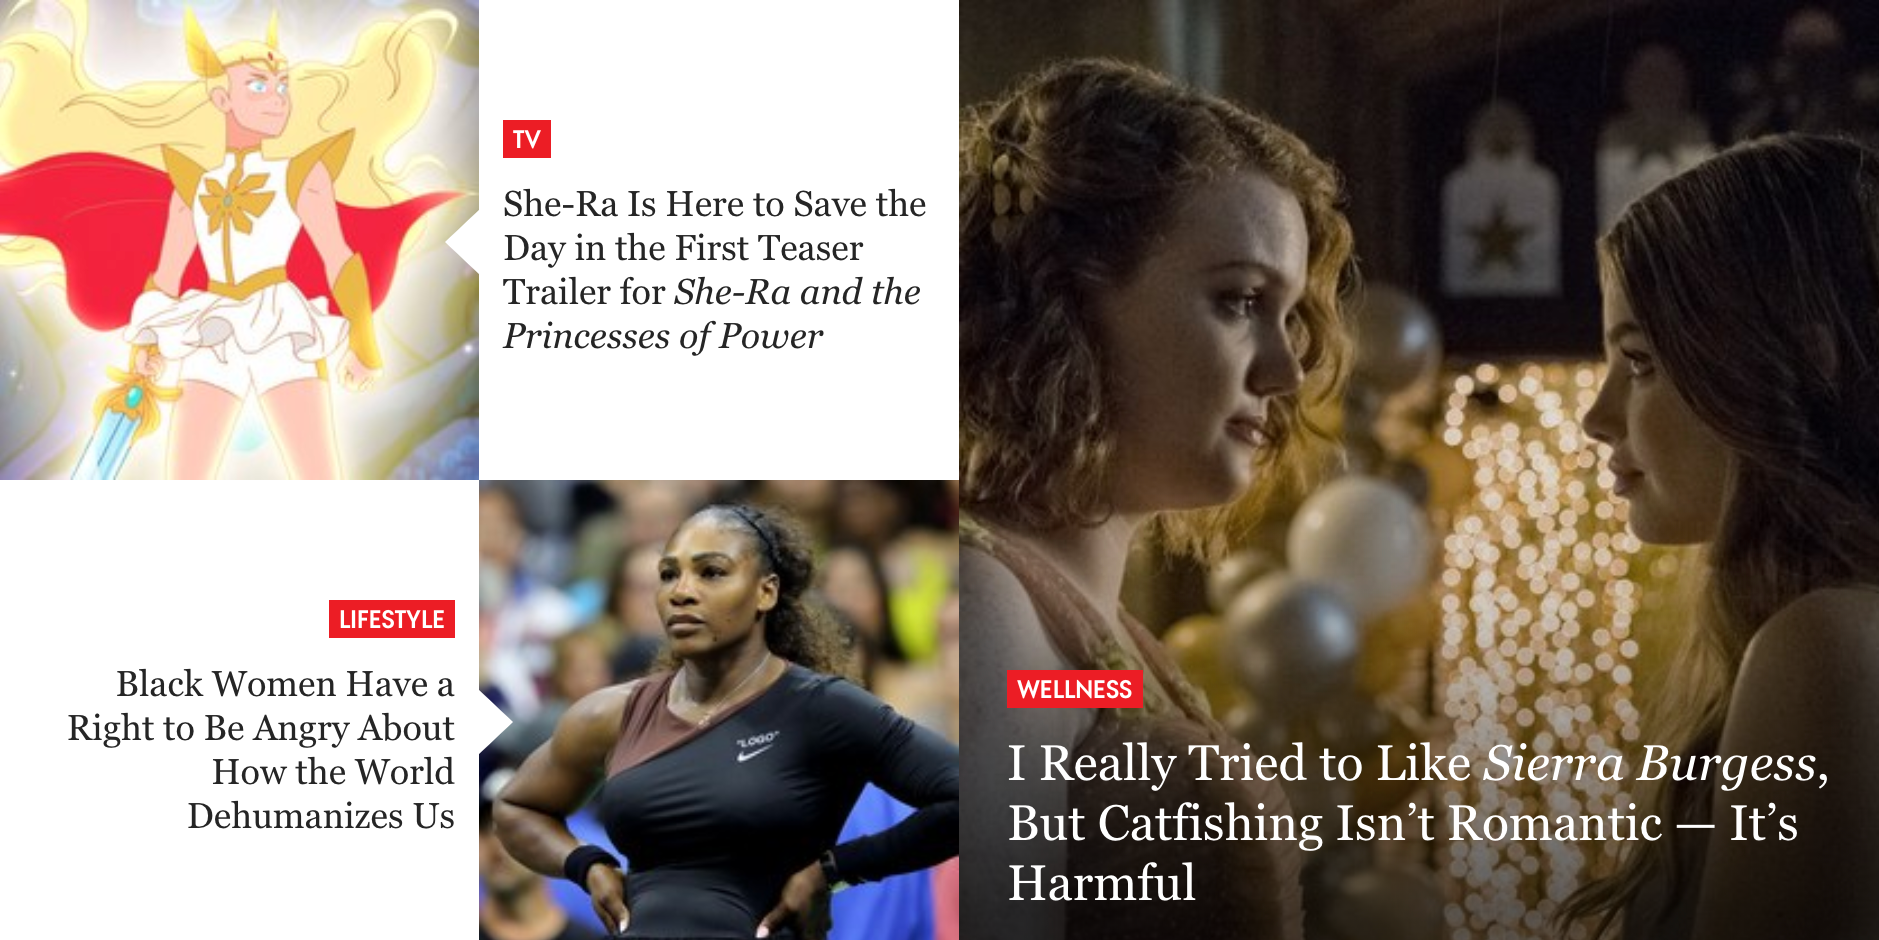 TV
She-Ra Is Here to Save the
Day in the First Teaser
Trailer for She-Ra and the
Princesses of Power
LIFESTYLE
Black Women Have a
Right to Be Angry About
How the World
Dehumanizes Us
"LOGO"
WELLNESS
I Really Tried to Like Sierra Burgess,
But Catfishing Isn’t Romantic — It’s
Harmful